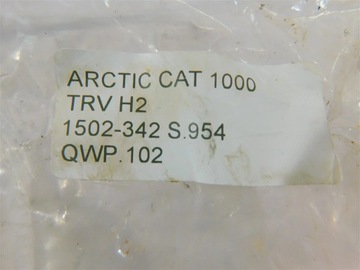 ARCTIC CAT 1000
TRV H2
1502-342 S.954
QWP.102